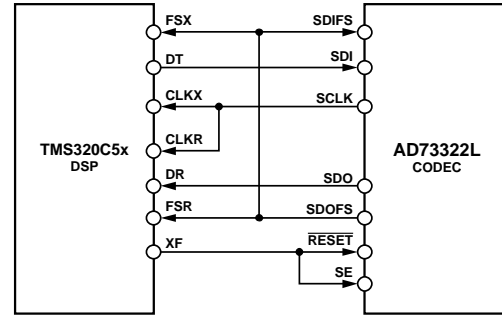 FSX SDIFS
DT SDI
CLKX SCLK
CLKR
TMS320C5x
DSP
AD73322L
CODEC
DR SDO
FSR SDOFS
XF RESET
SE